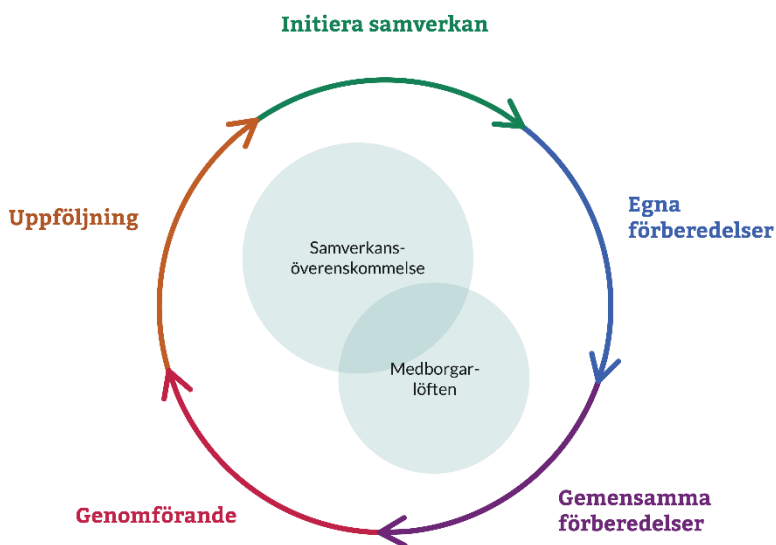 Initiera samverkan
Egna
förberedelser
Gemensamma
förberedelser
Genomförande
Uppföljning
Samverkans-
överenskommelse
Medborgar-
löften